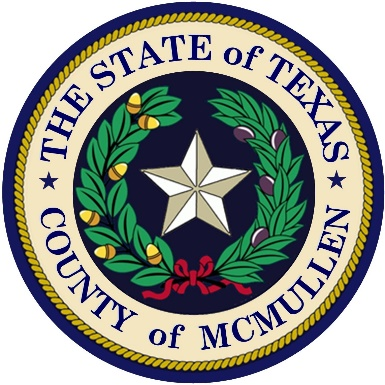 THE STATE of TEXAS
COUNTY of MCMULLEN